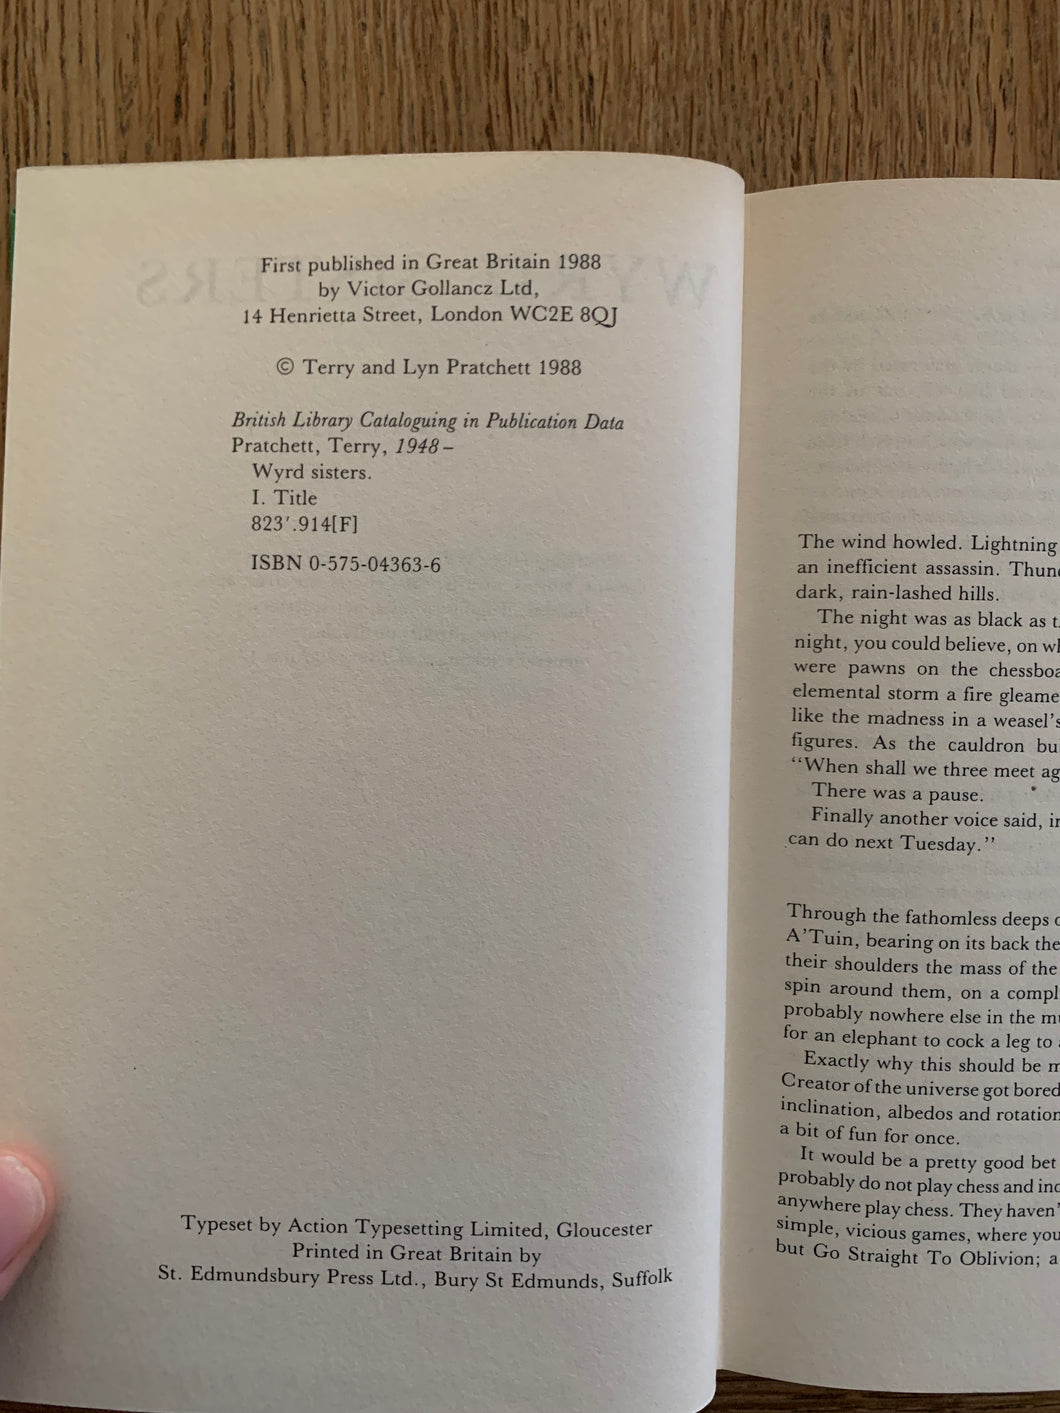 First published in Great Britain 1988
by Victor Gollancz Ltd,
14 Henrietta Street, London WC2E 8QJ
© Terry and Lyn Pratchett 1988
British Library Cataloguing in Publication Data
Pratchett, Terry, 1948 –
Wyrd sisters.
I. Title
823′.914[F]
ISBN 0-575-04363-6
Typeset by Action Typesetting Limited, Gloucester
Printed in Great Britain by
St. Edmundsbury Press Ltd., Bury St Edmunds, Suffolk
The wind howled. Lightning
an inefficient assassin.
dark, rain-lashed hills.
The night was as black as
night, you could believe, on
were pawns on the
elemental storm a fire
like the madness in a weasel's
figures. As the cauldron
“When shall we three meet
There was a pause.
Finally another voice said,
can do next Tuesday.”
Through the fathomless deeps
A'Tuin, bearing on its back the
their shoulders the mass of the
spin around them, on a
probably nowhere else in the
for an elephant to cock a leg to
Exactly why this should be
Creator of the universe got bored
inclination, albedos and
a bit of fun for once.
It would be a pretty good bet
probably do not play chess and
anywhere play chess. They
simple, vicious games, where you
but Go Straight To Oblivion;